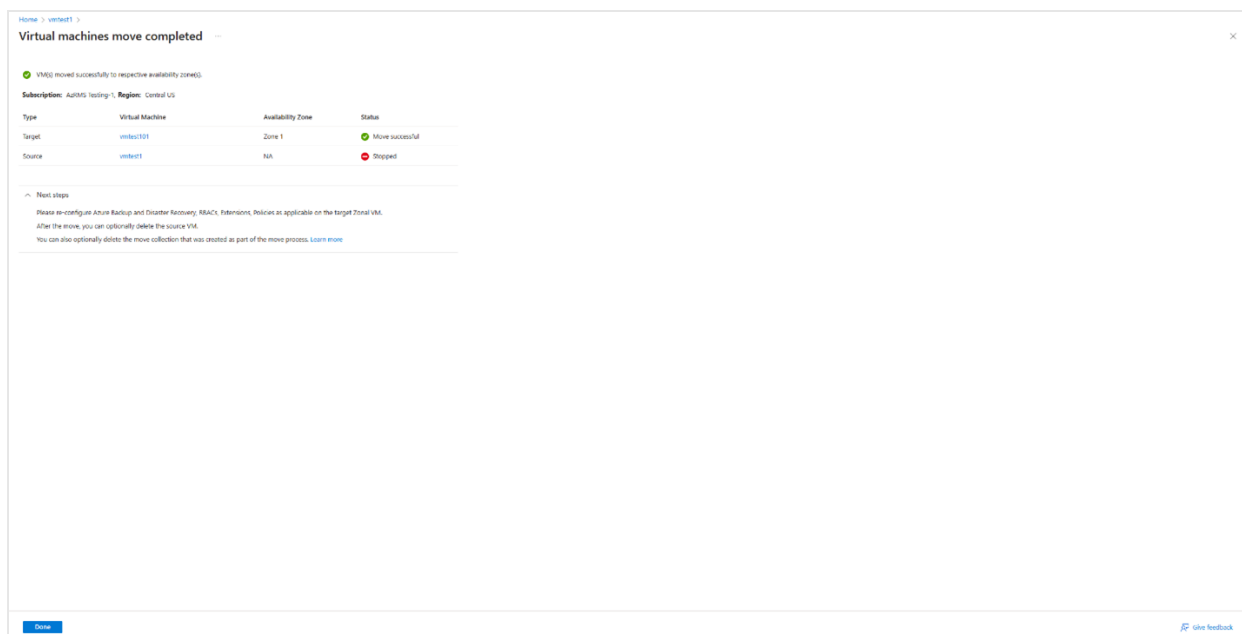 Home > vmtest1 >
Virtual machines move completed ...
VM(s) moved successfully to respective availability zone(s).
Subscription: AzRMS Testing-1, Region: Central US
Type Virtual Machine Availability Zone Status
Target vmtest101 Zone 1 Move successful
Source vmtest1 NA Stopped
Next steps
Please re-configure Azure Backup and Disaster Recovery, RBACs, Extensions, Policies as applicable on the target Zonal VM.
After the move, you can optionally delete the source VM.
You can also optionally delete the move collection that was created as part of the move process. Learn more
Done Give feedback